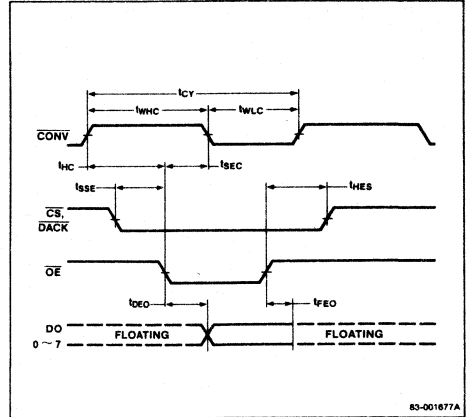 tCY
tWHC
tWLC
CONV
tHC
tSEC
tSSE
tHES
CS,
DACK
OE
tDEO
tFEO
DO
0 ~ 7
FLOATING
FLOATING
83-001677A